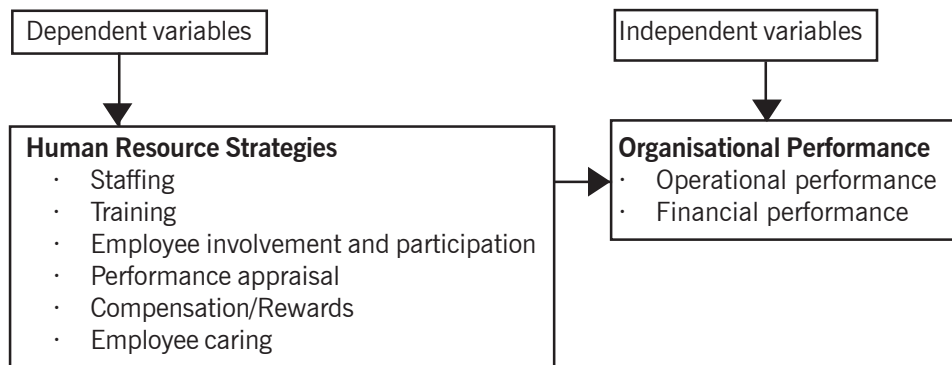 Dependent variables
Independent variables
Human Resource Strategies
· Staffing
· Training
· Employee involvement and participation
· Performance appraisal
· Compensation/Rewards
· Employee caring
Organisational Performance
· Operational performance
· Financial performance